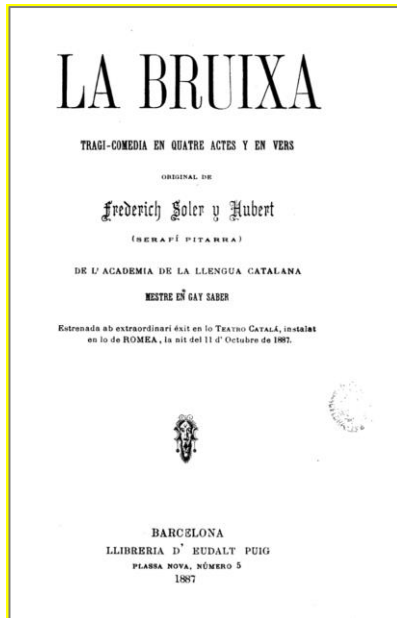 LA BRUIXA
TRAGI-COMEDIA EN QUATRE ACTES Y EN VERS
ORIGINAL DE
Frederich Soler y Hubert
(SERAFÍ PITARRA)
DE L' ACADEMIA DE LA LLENGUA CATALANA
MESTRE EN GAY SABER
Estrenada ab extraordinari éxit en lo TEATRO CATALÁ, instalat
en lo de ROMEA, la nit del 11 d' Octubre de 1887.
BARCELONA
LLIBRERIA D' EUDALT PUIG
PLASSA NOVA, NÚMERO 5
1887